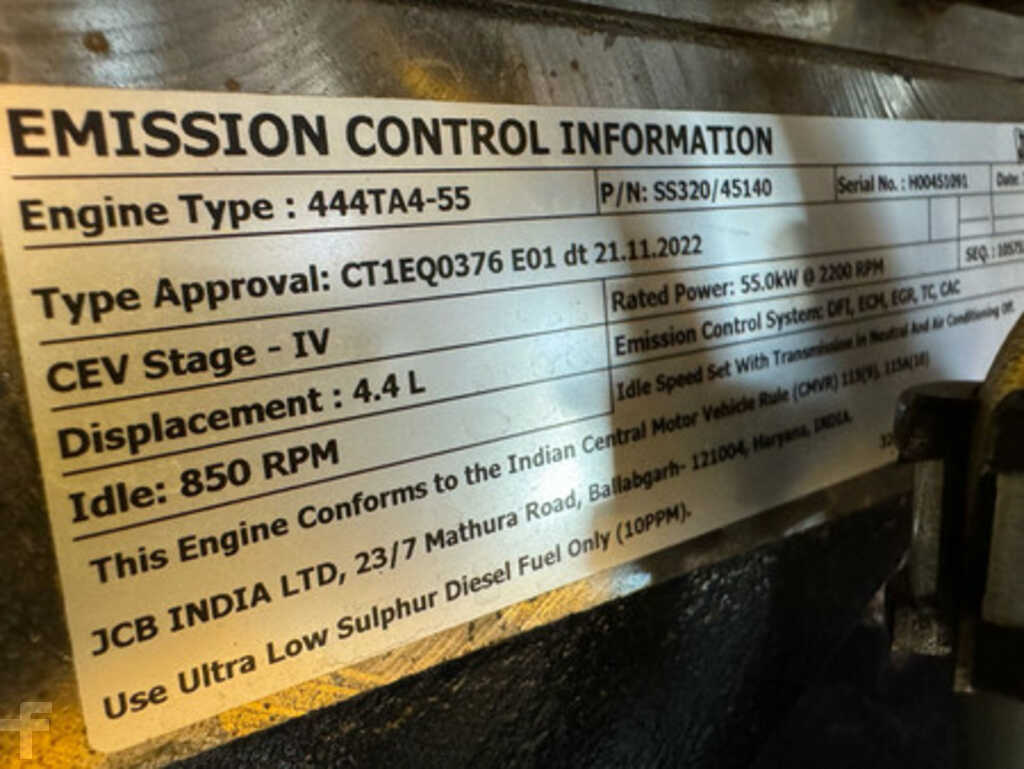 EMISSION CONTROL INFORMATION
Engine Type : 444TA4-55 P/N: SS320/45140 Serial No. : H00451091 Date:
Type Approval: CT1EQ0376 E01 dt 21.11.2022 SEQ. :
CEV Stage - IV Rated Power: 55.0kW @ 2200 RPM
Displacement : 4.4 L Emission Control System: DFI, ECM, EGR, TC, CAC
Idle: 850 RPM Idle Speed Set With Transmission in Neutral And Air Conditioning Off.
This Engine Conforms to the Indian Central Motor Vehicle Rule (CMVR) 115(9), 115A(10)
JCB INDIA LTD, 23/7 Mathura Road, Ballabgarh- 121004, Haryana, INDIA.
Use Ultra Low Sulphur Diesel Fuel Only (10PPM).